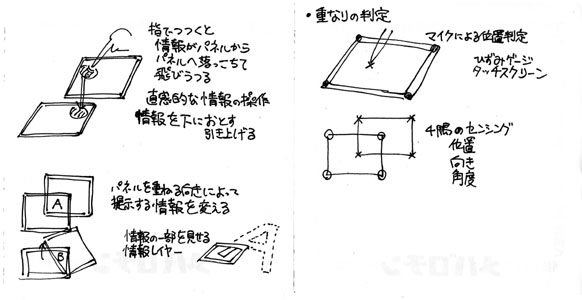 指でつつくと
情報がパネルから
パネルへ落っこちて
飛びうつる
直感的な情報の操作
情報を下におとす
引き上げる
A
B
パネルを重ねる向きによって
提示する情報を変える
情報の一部を見せる
情報レイヤー
・重なりの判定
マイクによる位置判定
ひずみゲージ
タッチスクリーン
4隅のセンシング
位置
向き
角度